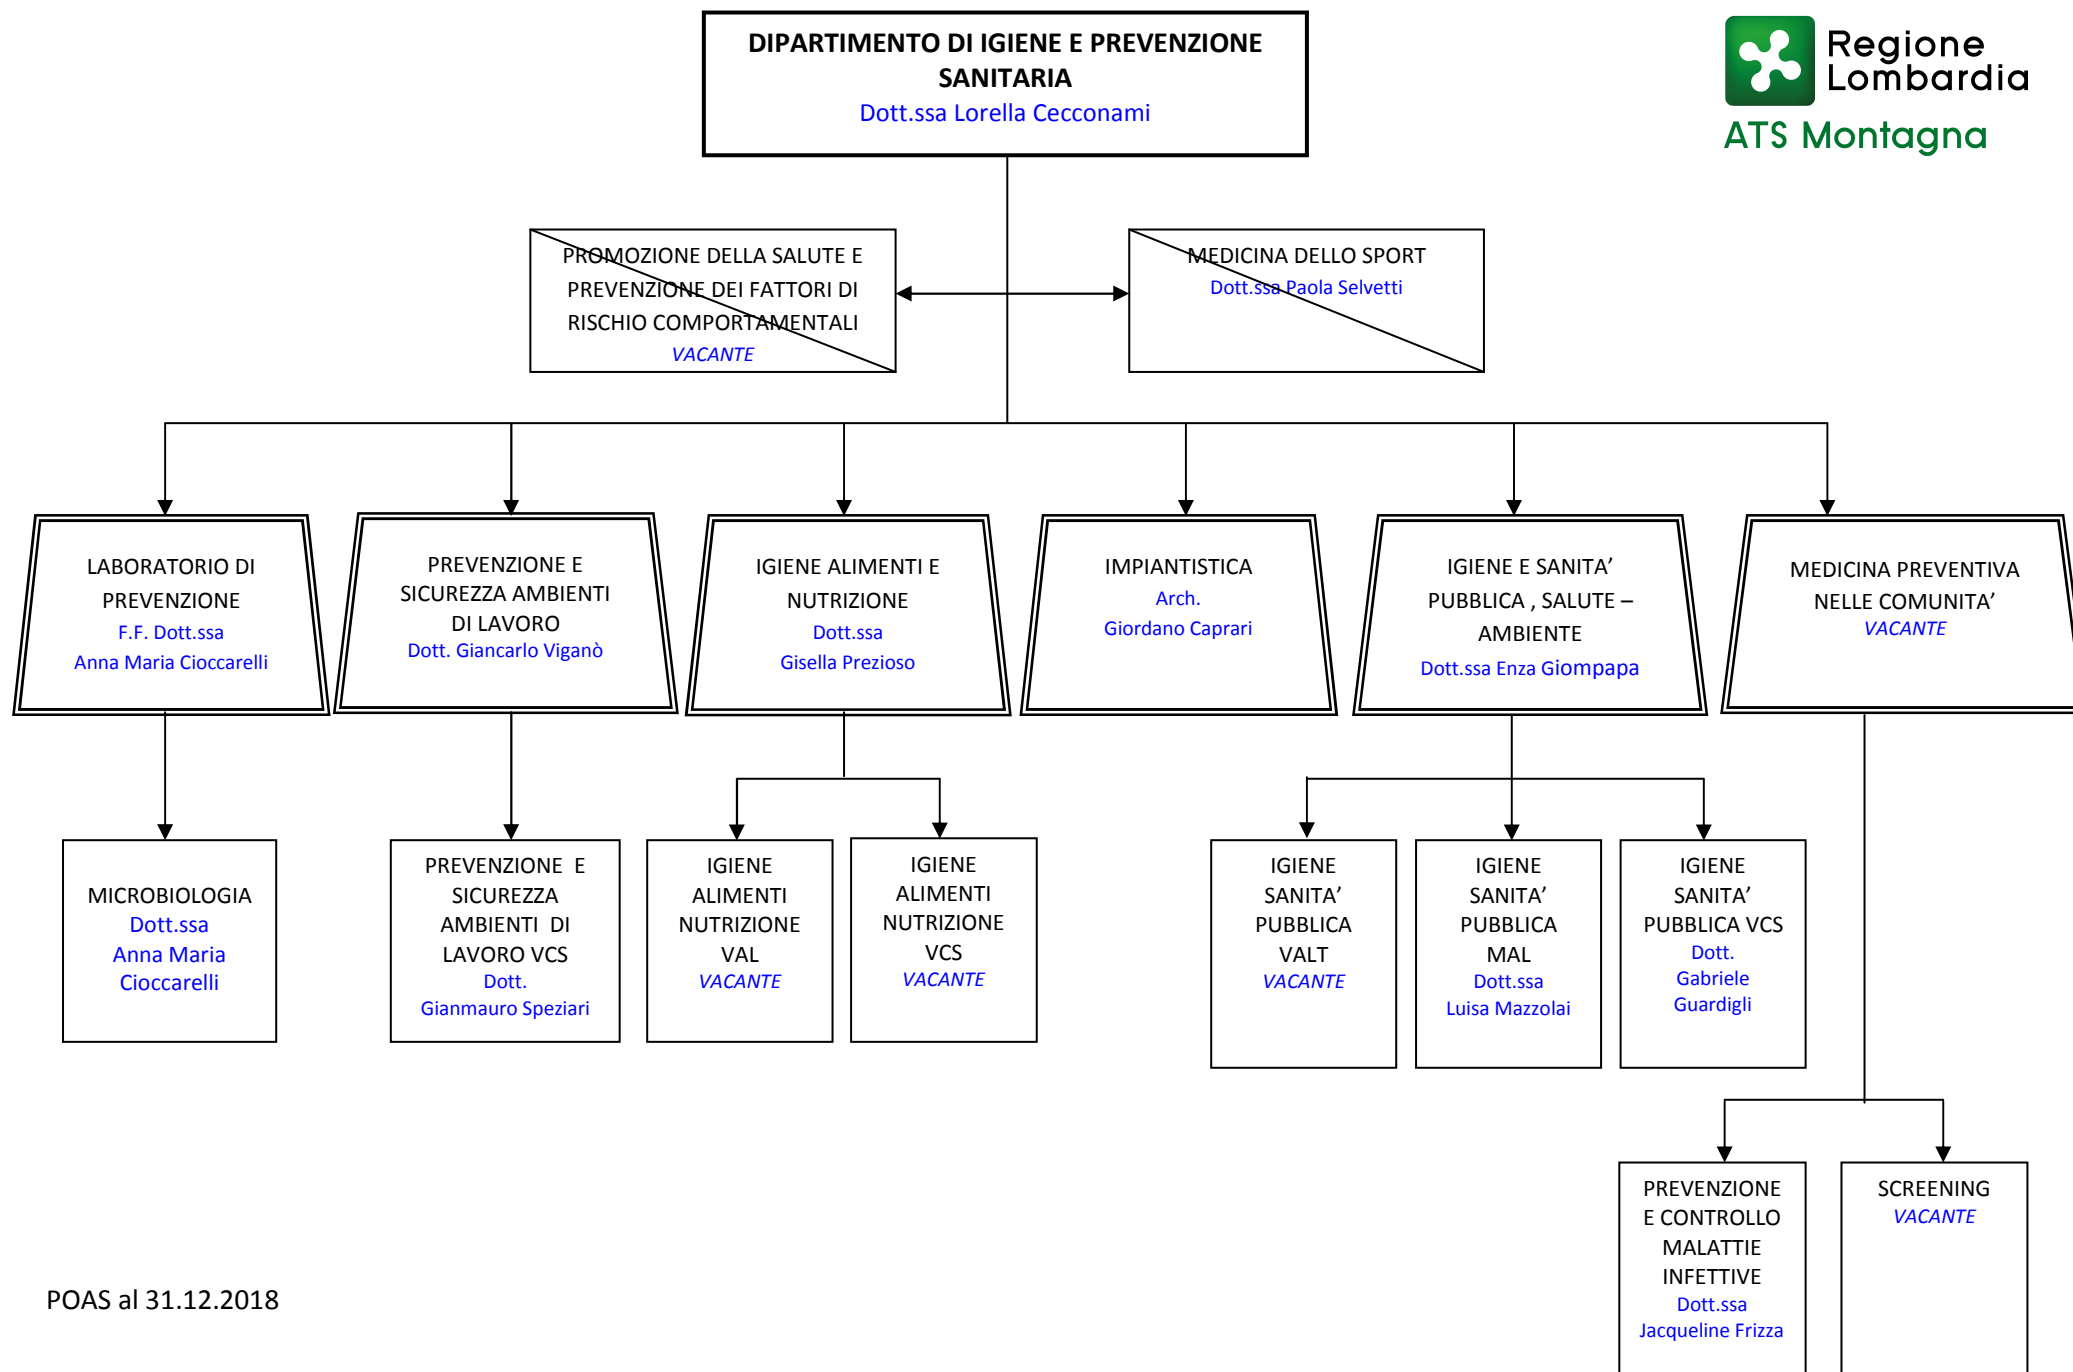 DIPARTIMENTO DI IGIENE E PREVENZIONE
SANITARIA
Dott.ssa Lorella Cecconami
Regione
Lombardia
ATS Montagna
PROMOZIONE DELLA SALUTE E
PREVENZIONE DEI FATTORI DI
RISCHIO COMPORTAMENTALI
VACANTE
MEDICINA DELLO SPORT
Dott.ssa Paola Selvetti
LABORATORIO DI
PREVENZIONE
F.F. Dott.ssa
Anna Maria Cioccarelli
PREVENZIONE E
SICUREZZA AMBIENTI
DI LAVORO
Dott. Giancarlo Viganò
IGIENE ALIMENTI E
NUTRIZIONE
Dott.ssa
Gisella Prezioso
IMPIANTISTICA
Arch.
Giordano Caprari
IGIENE E SANITA’
PUBBLICA , SALUTE –
AMBIENTE
Dott.ssa Enza Giompapa
MEDICINA PREVENTIVA
NELLE COMUNITA’
VACANTE
MICROBIOLOGIA
Dott.ssa
Anna Maria
Cioccarelli
PREVENZIONE E
SICUREZZA
AMBIENTI DI
LAVORO VCS
Dott.
Gianmauro Speziari
IGIENE
ALIMENTI
NUTRIZIONE
VAL
VACANTE
IGIENE
ALIMENTI
NUTRIZIONE
VCS
VACANTE
IGIENE
SANITA’
PUBBLICA
VALT
VACANTE
IGIENE
SANITA’
PUBBLICA
MAL
Dott.ssa
Luisa Mazzolai
IGIENE
SANITA’
PUBBLICA VCS
Dott.
Gabriele
Guardigli
PREVENZIONE
E CONTROLLO
MALATTIE
INFETTIVE
Dott.ssa
Jacqueline Frizza
SCREENING
VACANTE
POAS al 31.12.2018